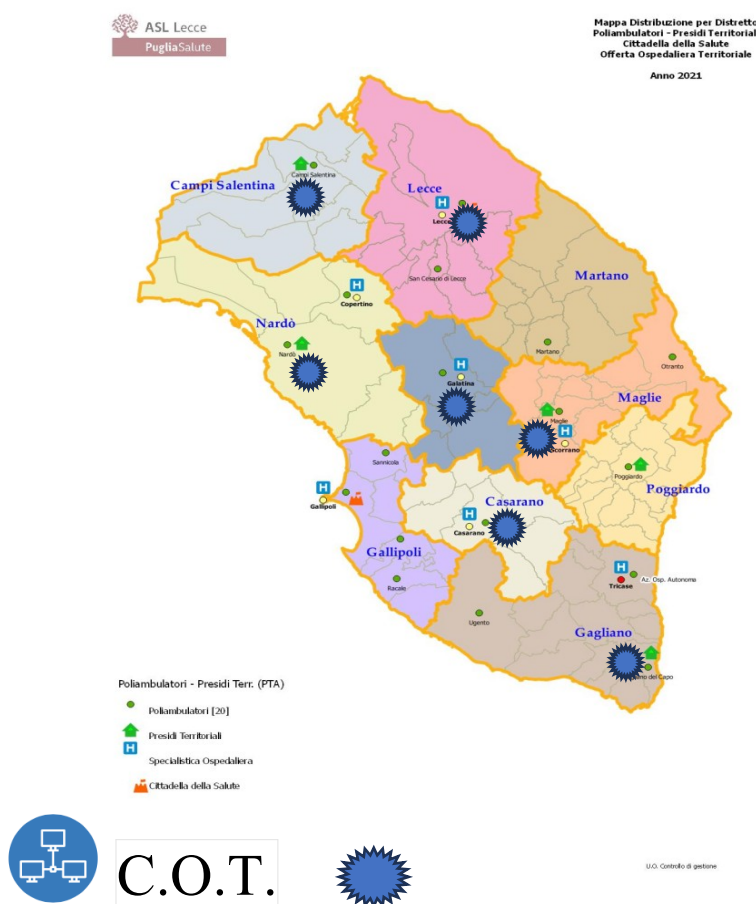 ASL Lecce
PugliaSalute
Mappa Distribuzione per Distretto
Poliambulatori - Presidi Territoriali
Cittadella della Salute
Offerta Ospedaliera Territoriale
Anno 2021
Campi Salentina
Campi Salentina
Lecce
H
Lecce
San Cesario di Lecce
Martano
Martano
H
Copertino
Nardò
Nardò
H
Galatina
Otranto
Maglie
Maglie
H
Scorrano
Sannicola
Poggiardo
Poggiardo
H
Gallipoli
Casarano
H
Casarano
Gallipoli
Racale
H
Az. Osp. Autonoma
Tricase
Ugento
Gagliano
del Capo
Poliambulatori - Presidi Terr. (PTA)
Poliambulatori [20]
Presidi Territoriali
H
Specialistica Ospedaliera
Cittadella della Salute
C.O.T.
U.O. Controllo di gestione